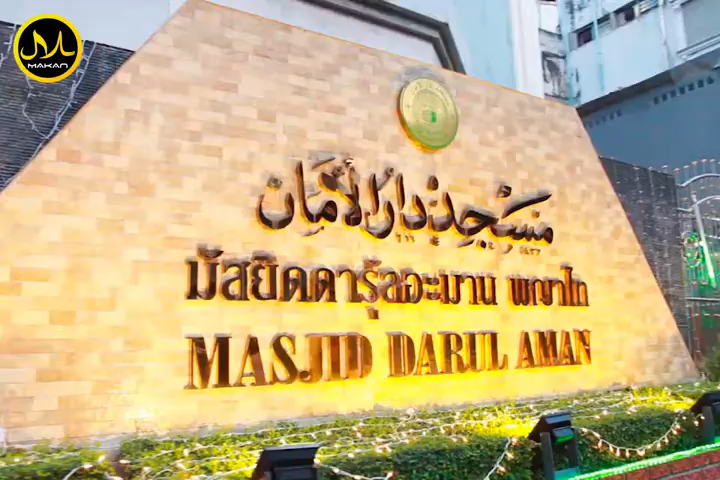 MAKAN
مسجد دار الأمان
มัสยิดดารุ้ลอะมาน พญาไท
MASJID DARUL AMAN